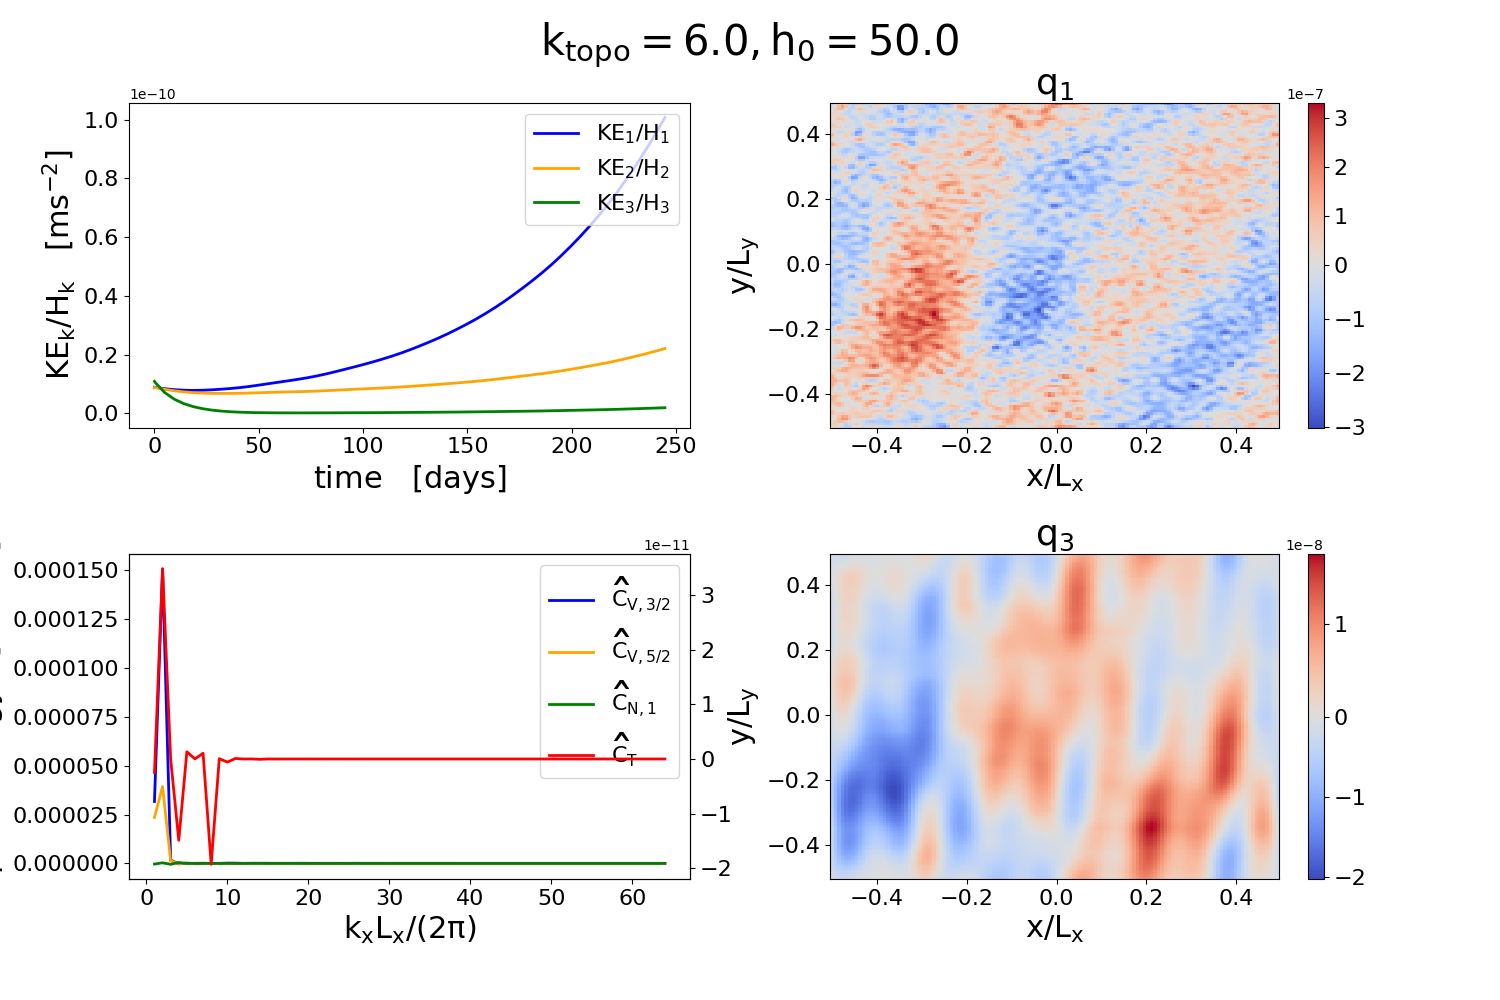 k_topo = 6.0, h_0 = 50.0
1e−10
KE_k/H_k [ms^−2]
1.0
0.8
0.6
0.4
0.2
0.0
KE_1/H_1
KE_2/H_2
KE_3/H_3
0 50 100 150 200 250
time [days]
q_1
1e−7
y/L_y
0.4
0.2
0.0
−0.2
−0.4
−0.4 −0.2 0.0 0.2 0.4
x/L_x
3
2
1
0
−1
−2
−3
1e−11
0.000150
0.000125
0.000100
0.000075
0.000050
0.000025
0.000000
Ĉ_V,3/2
Ĉ_V,5/2
Ĉ_N,1
Ĉ_T
3
2
1
0
−1
−2
0 10 20 30 40 50 60
k_xL_x/(2π)
q_3
1e−8
y/L_y
0.4
0.2
0.0
−0.2
−0.4
−0.4 −0.2 0.0 0.2 0.4
x/L_x
1
0
−1
−2